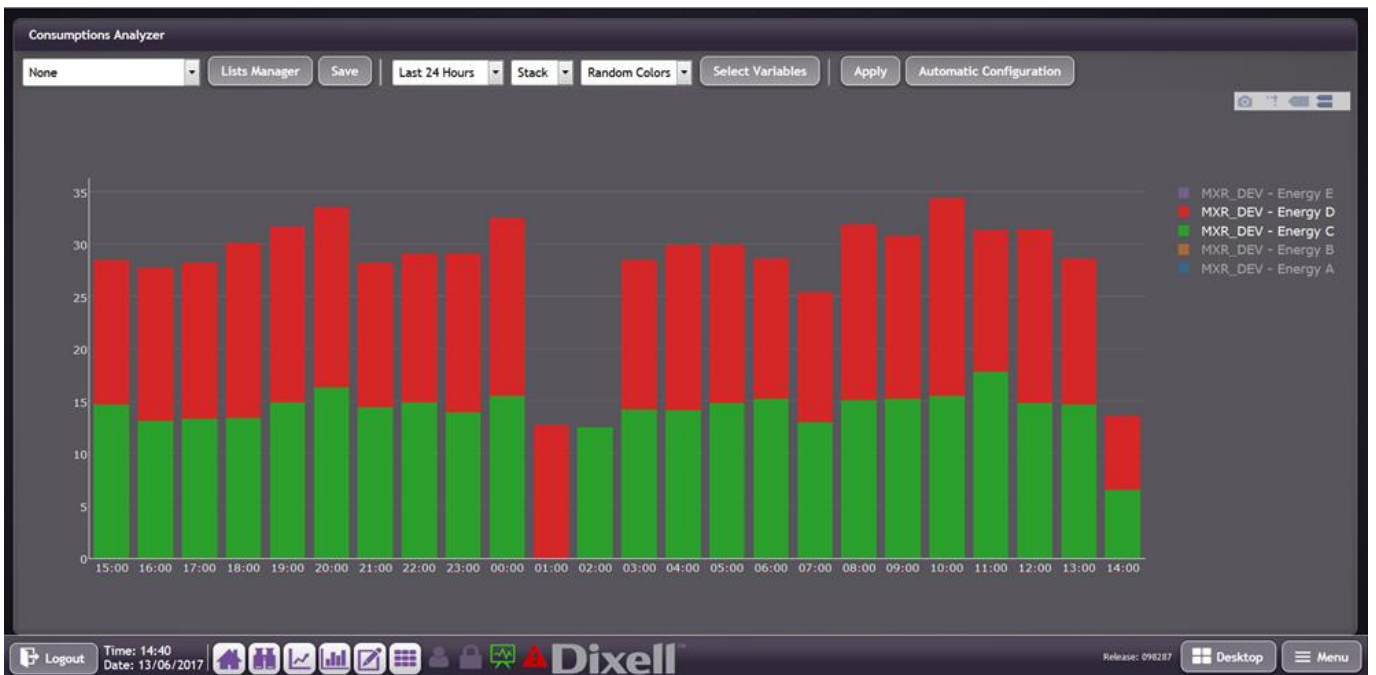 Consumptions Analyzer
None Lists Manager Save Last 24 Hours Stack Random Colors Select Variables Apply Automatic Configuration
35
30
25
20
15
10
5
0
MXR_DEV - Energy E
MXR_DEV - Energy D
MXR_DEV - Energy C
MXR_DEV - Energy B
MXR_DEV - Energy A
15:00 16:00 17:00 18:00 19:00 20:00 21:00 22:00 23:00 00:00 01:00 02:00 03:00 04:00 05:00 06:00 07:00 08:00 09:00 10:00 11:00 12:00 13:00 14:00
Logout
Time: 14:40
Date: 13/06/2017
Dixell
Release: 098287
Desktop
Menu